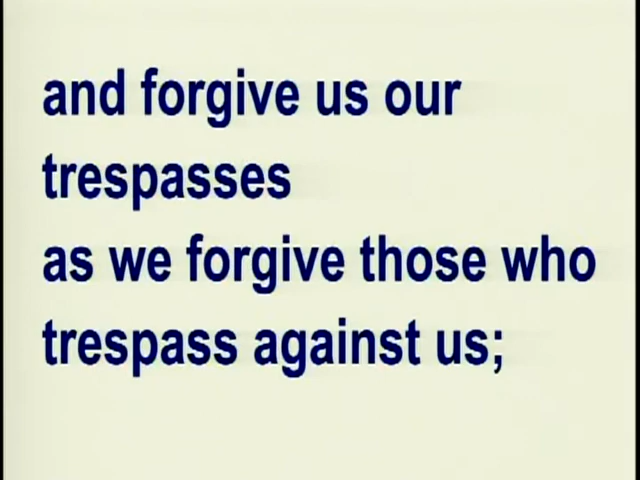 and forgive us our
trespasses
as we forgive those who
trespass against us;